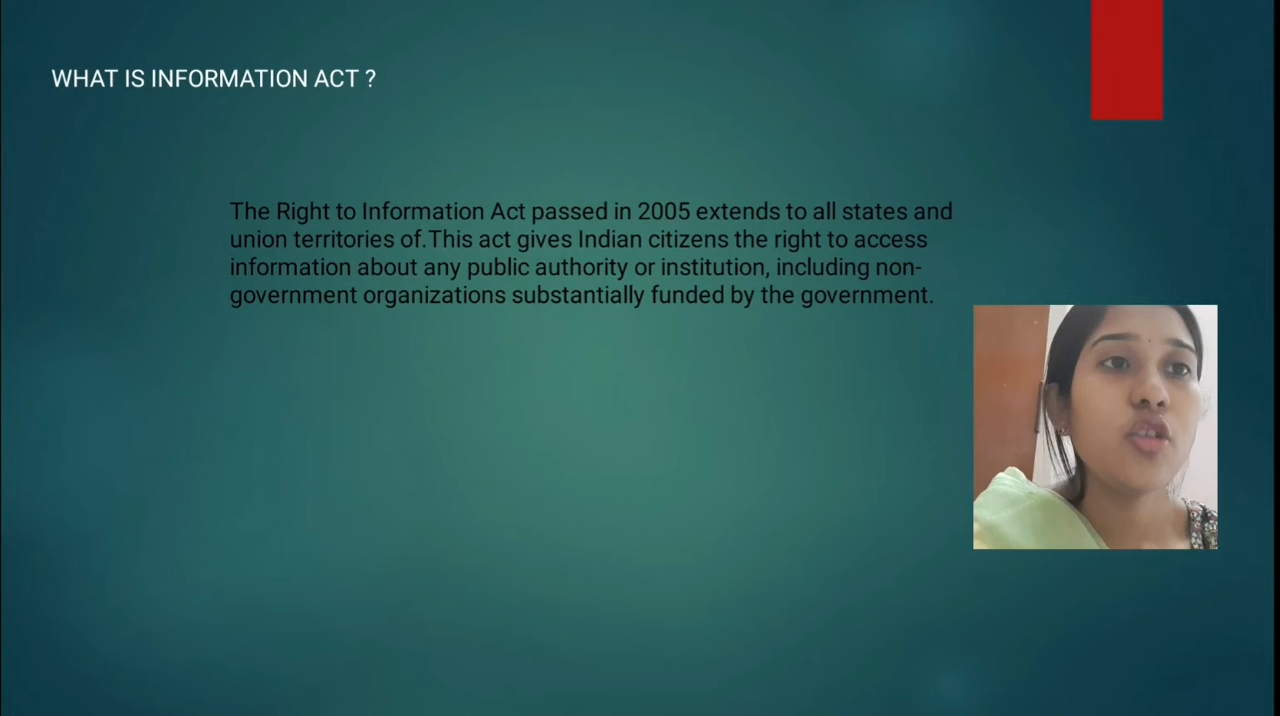 WHAT IS INFORMATION ACT ?
The Right to Information Act passed in 2005 extends to all states and
union territories of.This act gives Indian citizens the right to access
information about any public authority or institution, including non-
government organizations substantially funded by the government.